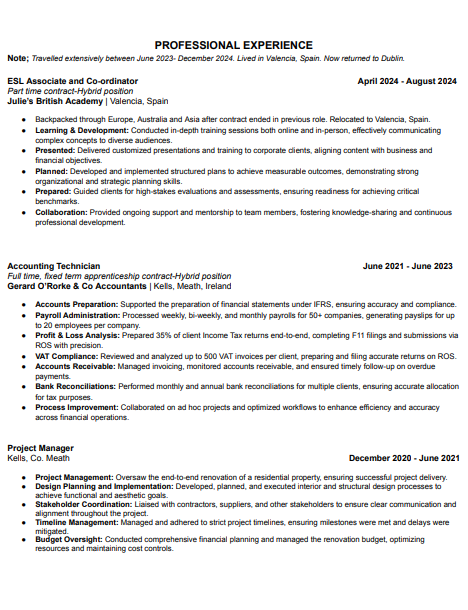 PROFESSIONAL EXPERIENCE
Note; Travelled extensively between June 2023- December 2024. Lived in Valencia, Spain. Now returned to Dublin.
ESL Associate and Co-ordinator April 2024 - August 2024
Part time contract-Hybrid position
Julie's British Academy | Valencia, Spain
● Backpacked through Europe, Australia and Asia after contract ended in previous role. Relocated to Valencia, Spain.
● Learning & Development: Conducted in-depth training sessions both online and in-person, effectively communicating
complex concepts to diverse audiences.
● Presented: Delivered customized presentations and training to corporate clients, aligning content with business and
financial objectives.
● Planned: Developed and implemented structured plans to achieve measurable outcomes, demonstrating strong
organizational and strategic planning skills.
● Prepared: Guided clients for high-stakes evaluations and assessments, ensuring readiness for achieving critical
benchmarks.
● Collaboration: Provided ongoing support and mentorship to team members, fostering knowledge-sharing and continuous
professional development.
Accounting Technician June 2021 - June 2023
Full time, fixed term apprenticeship contract-Hybrid position
Gerard O'Rorke & Co Accountants | Kells, Meath, Ireland
● Accounts Preparation: Supported the preparation of financial statements under IFRS, ensuring accuracy and compliance.
● Payroll Administration: Processed weekly, bi-weekly, and monthly payrolls for 50+ companies, generating payslips for up
to 20 employees per company.
● Profit & Loss Analysis: Prepared 35% of client Income Tax returns end-to-end, completing F11 filings and submissions via
ROS with precision.
● VAT Compliance: Reviewed and analyzed up to 500 VAT invoices per client, preparing and filing accurate returns on ROS.
● Accounts Receivable: Managed invoicing, monitored accounts receivable, and ensured timely follow-up on overdue
payments.
● Bank Reconciliations: Performed monthly and annual bank reconciliations for multiple clients, ensuring accurate allocation
for tax purposes.
● Process Improvement: Collaborated on ad hoc projects and optimized workflows to enhance efficiency and accuracy
across financial operations.
Project Manager
Kells, Co. Meath December 2020 - June 2021
● Project Management: Oversaw the end-to-end renovation of a residential property, ensuring successful project delivery.
● Design Planning and Implementation: Developed, planned, and executed interior and structural design processes to
achieve functional and aesthetic goals.
● Stakeholder Coordination: Liaised with contractors, suppliers, and other stakeholders to ensure clear communication and
alignment throughout the project.
● Timeline Management: Managed and adhered to strict project timelines, ensuring milestones were met and delays were
mitigated.
● Budget Oversight: Conducted comprehensive planning and managed the renovation budget, optimizing
resources and maintaining cost controls.